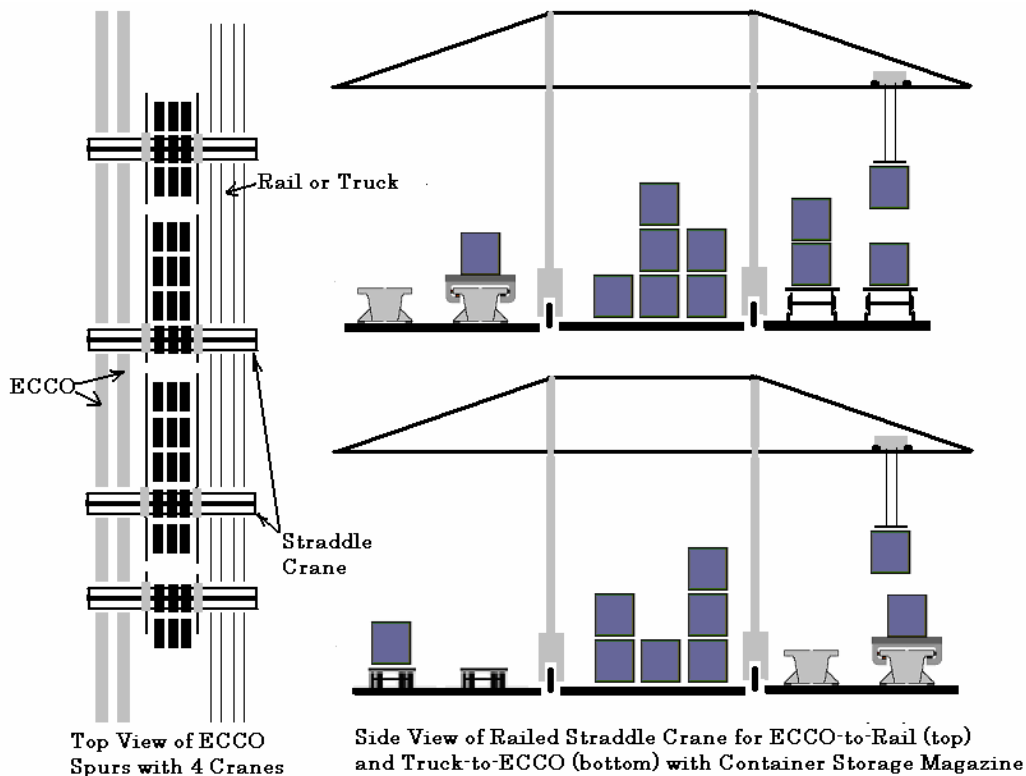 Rail or Truck
ECCO
Straddle
Crane
Top View of ECCO
Spurs with 4 Cranes
Side View of Railed Straddle Crane for ECCO-to-Rail (top)
and Truck-to-ECCO (bottom) with Container Storage Magazine